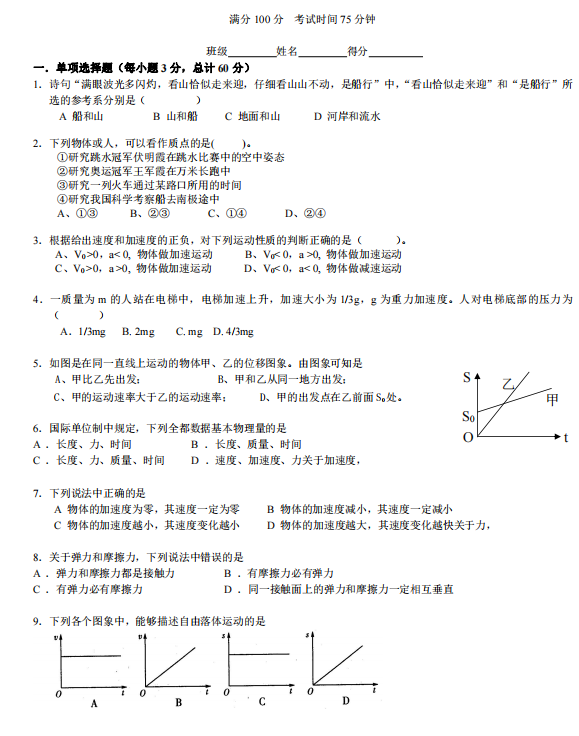 满分 100 分　考试时间 75 分钟
班级________姓名________得分__________
一．单项选择题（每小题 3 分，总计 60 分）
1．诗句“满眼波光多闪灼，看山恰似走来迎，仔细看山山不动，是船行”中，“看山恰似走来迎”和“是船行”所
选的参考系分别是（　　　　）
A 船和山　　　B 山和船　　C 地面和山　　　D 河岸和流水
2．下列物体或人，可以看作质点的是(　　　)。
①研究跳水冠军伏明霞在跳水比赛中的空中姿态
②研究奥运冠军王军霞在万米长跑中
③研究一列火车通过某路口所用的时间
④研究我国科学考察船去南极途中
A、①③　　B、②③　　C、①④　　D、②④
3．根据给出速度和加速度的正负，对下列运动性质的判断正确的是（　　　）。
A、V₀>0，a< 0, 物体做加速运动　　　B、V₀< 0，a >0, 物体做加速运动
C、V₀>0，a >0, 物体做加速运动　　　D、V₀< 0，a< 0, 物体做减速运动
4．一质量为 m 的人站在电梯中，电梯加速上升，加速大小为 1/3g，g 为重力加速度。人对电梯底部的压力为
（　　　）
A．1/3mg　B. 2mg　C. mg　D. 4/3mg
5．如图是在同一直线上运动的物体甲、乙的位移图象。由图象可知是
A、甲比乙先出发；　　　　B、甲和乙从同一地方出发；
C、甲的运动速率大于乙的运动速率；　　D、甲的出发点在乙前面 S₀处。
S
乙
甲
S₀
O
t
6．国际单位制中规定，下列全都数据基本物理量的是
A ．长度、力、时间　　　　B ．长度、质量、时间
C ．长度、力、质量、时间　　D ．速度、加速度、力关于加速度，
7．下列说法中正确的是
A 物体的加速度为零，其速度一定为零　　B 物体的加速度减小，其速度一定减小
C 物体的加速度越小，其速度变化越小　　D 物体的加速度越大，其速度变化越快关于力，
8．关于弹力和摩擦力，下列说法中错误的是
A ．弹力和摩擦力都是接触力　　　　B ．有摩擦力必有弹力
C ．有弹力必有摩擦力　　　　D ．同一接触面上的弹力和摩擦力一定相互垂直
9．下列各个图象中，能够描述自由落体运动的是
v　v　s　s
O　t　O　t　O　t　O　t
A　B　C　D